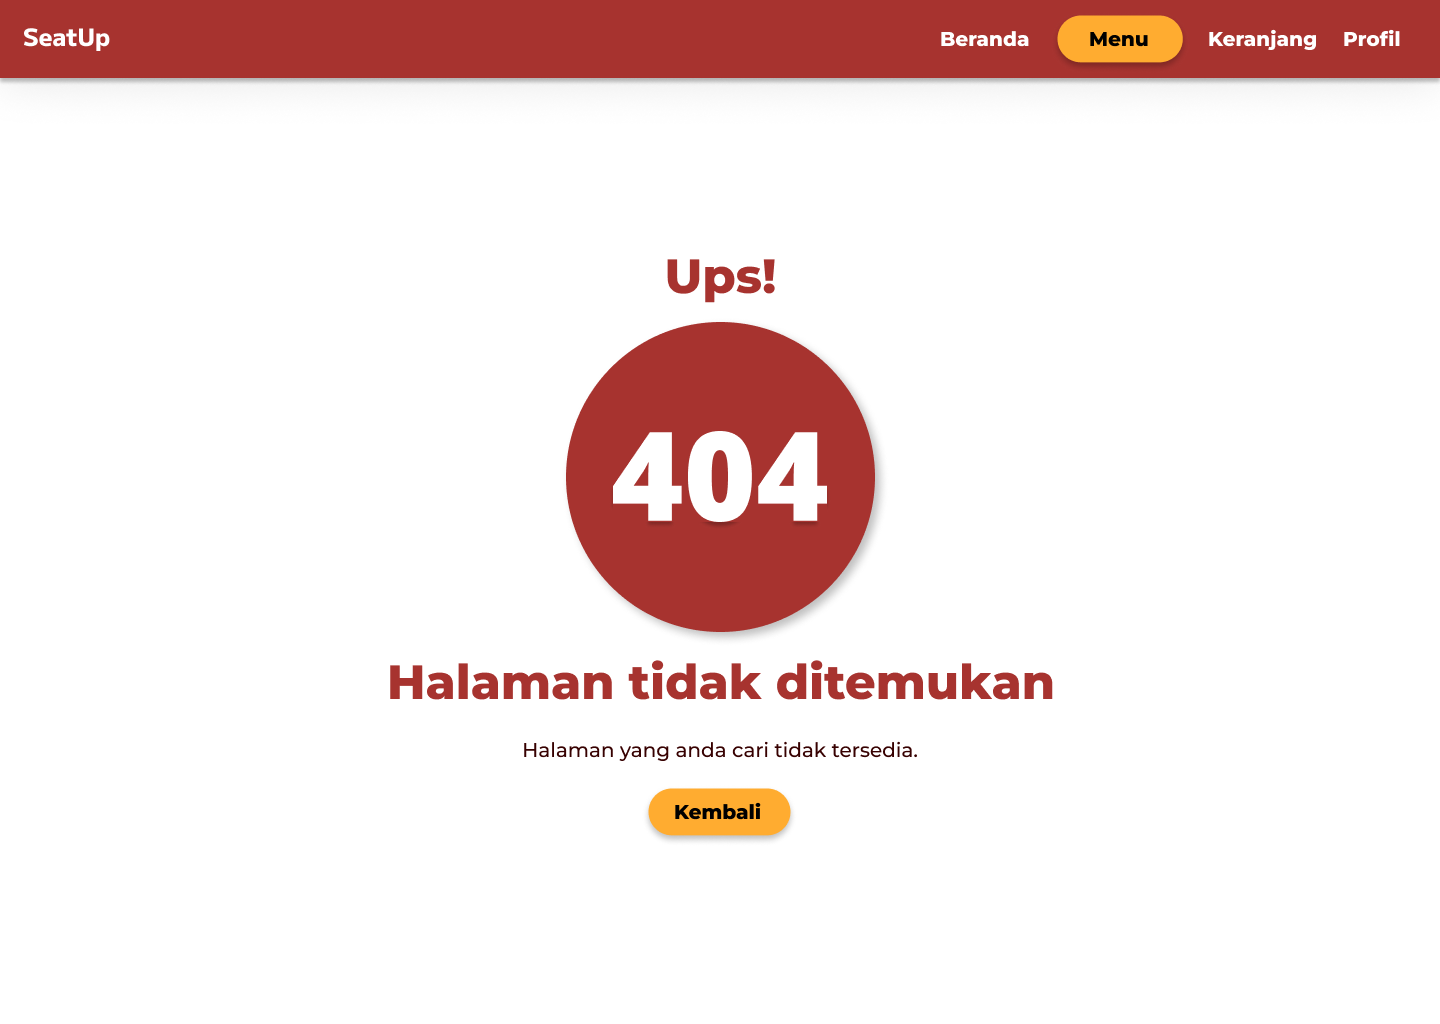 SeatUp Beranda Menu Keranjang Profil
Ups!
404
Halaman tidak ditemukan
Halaman yang anda cari tidak tersedia.
Kembali